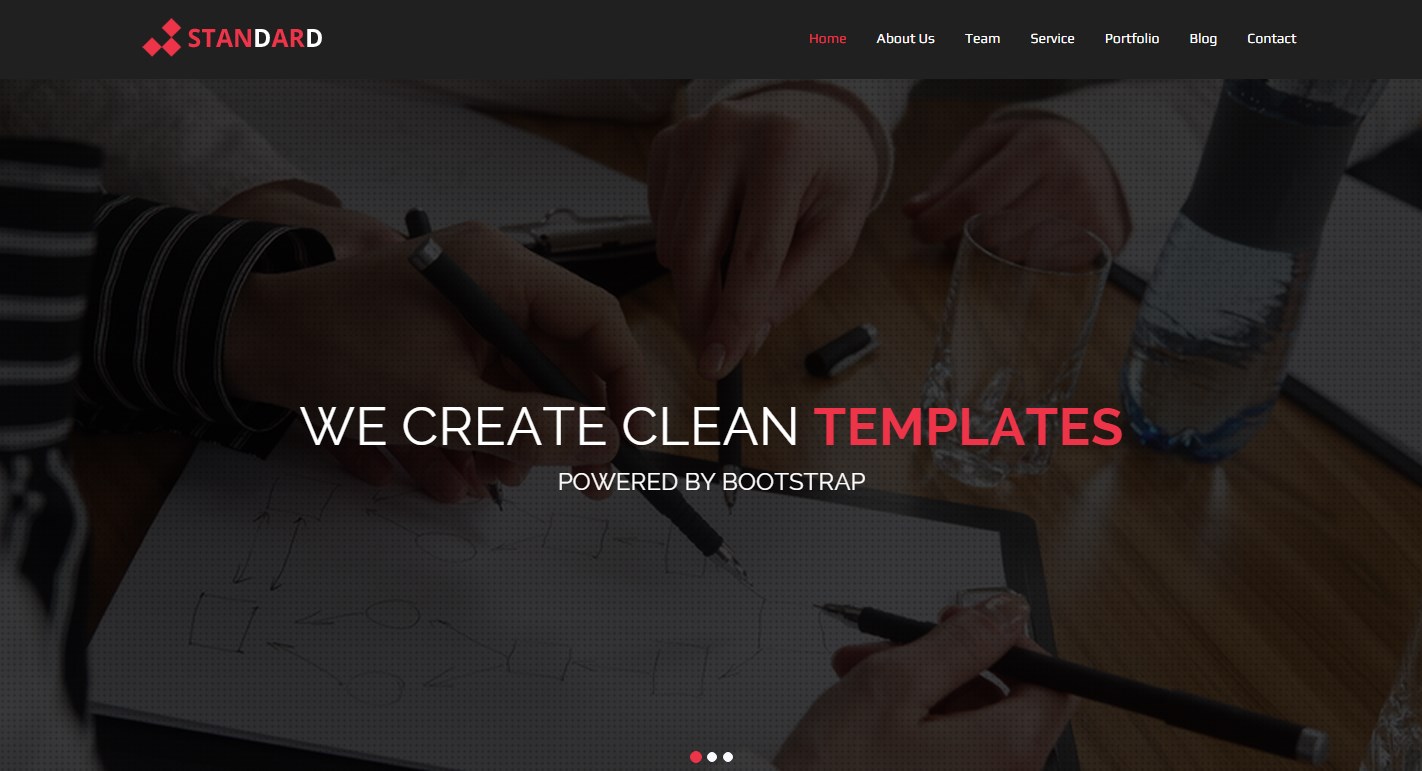 STANDARD
Home About Us Team Service Portfolio Blog Contact
WE CREATE CLEAN TEMPLATES
POWERED BY BOOTSTRAP